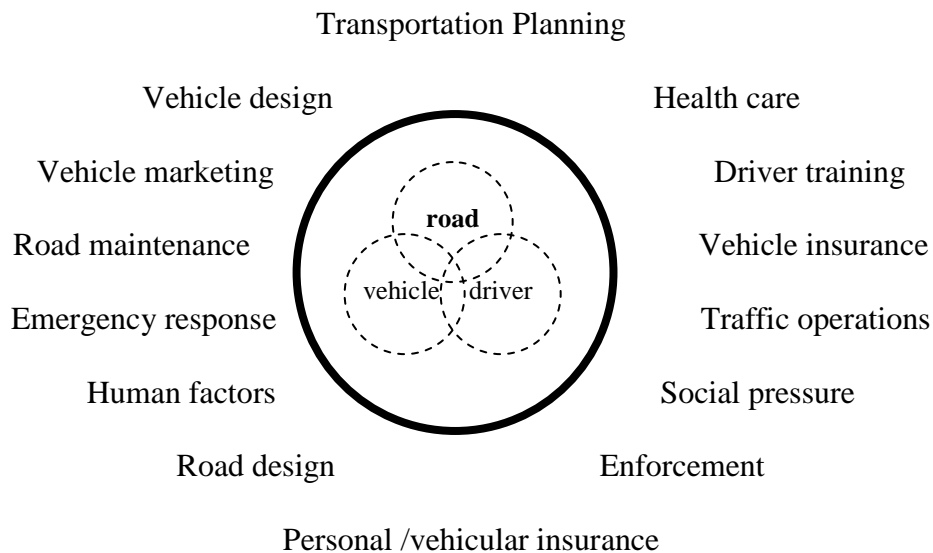 Transportation Planning
Vehicle design
Health care
Vehicle marketing
Driver training
road
Road maintenance
Vehicle insurance
vehicle
driver
Emergency response
Traffic operations
Human factors
Social pressure
Road design
Enforcement
Personal /vehicular insurance